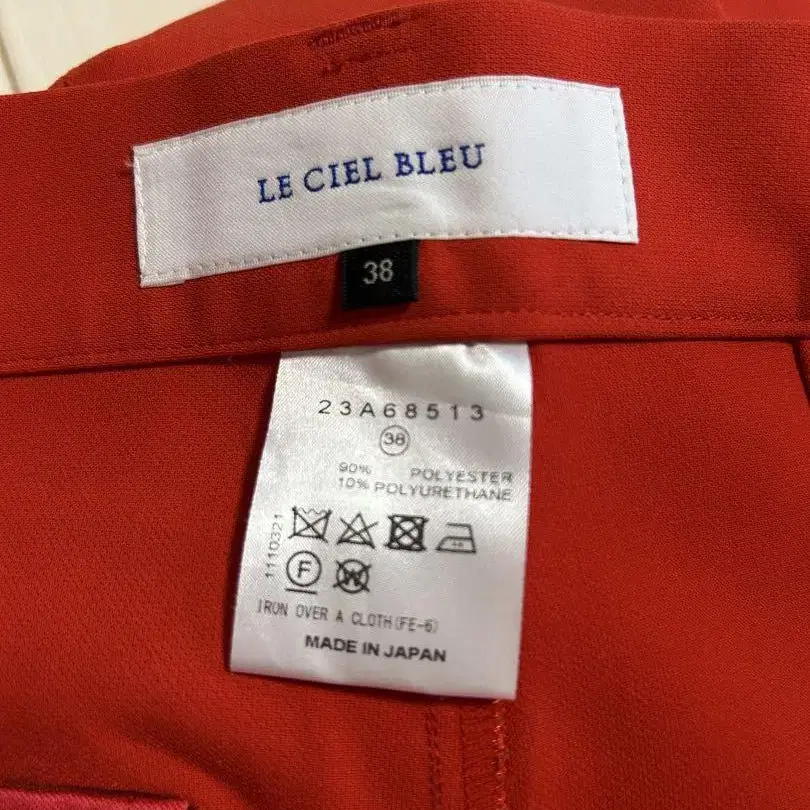 LE CIEL BLEU
38
23A68513
38
90% POLYESTER
10% POLYURETHANE
1110321
F
W
IRON OVER A CLOTH(FE-6)
MADE IN JAPAN